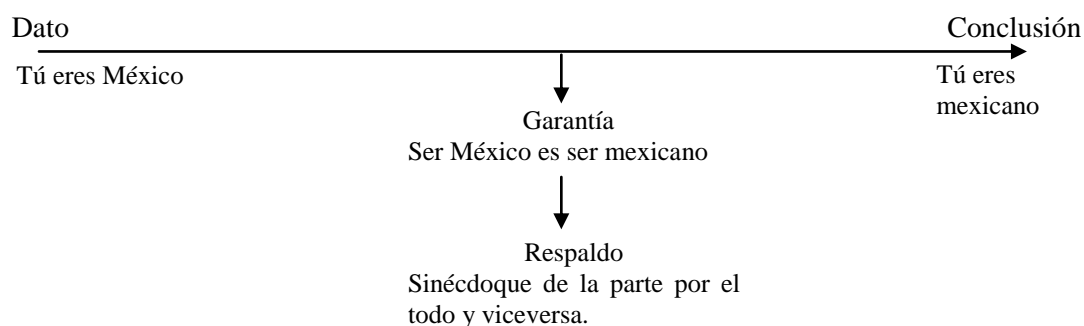 Dato
Conclusión
Tú eres México
Tú eres
mexicano
Garantía
Ser México es ser mexicano
Respaldo
Sinécdoque de la parte por el
todo y viceversa.